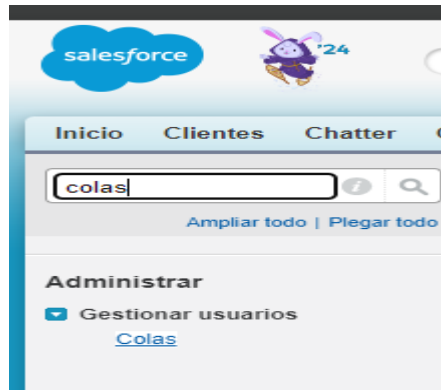 salesforce
'24
Inicio Clientes Chatter
colas
Ampliar todo | Plegar todo
Administrar
Gestionar usuarios
Colas